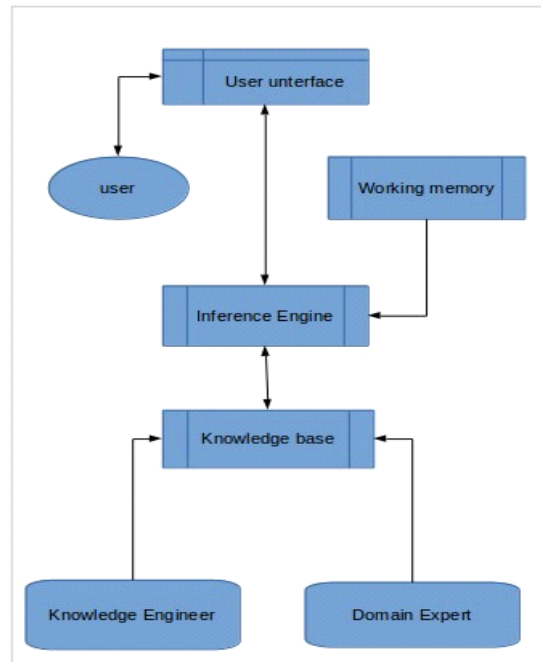 User unterface
user
Working memory
Inference Engine
Knowledge base
Knowledge Engineer
Domain Expert